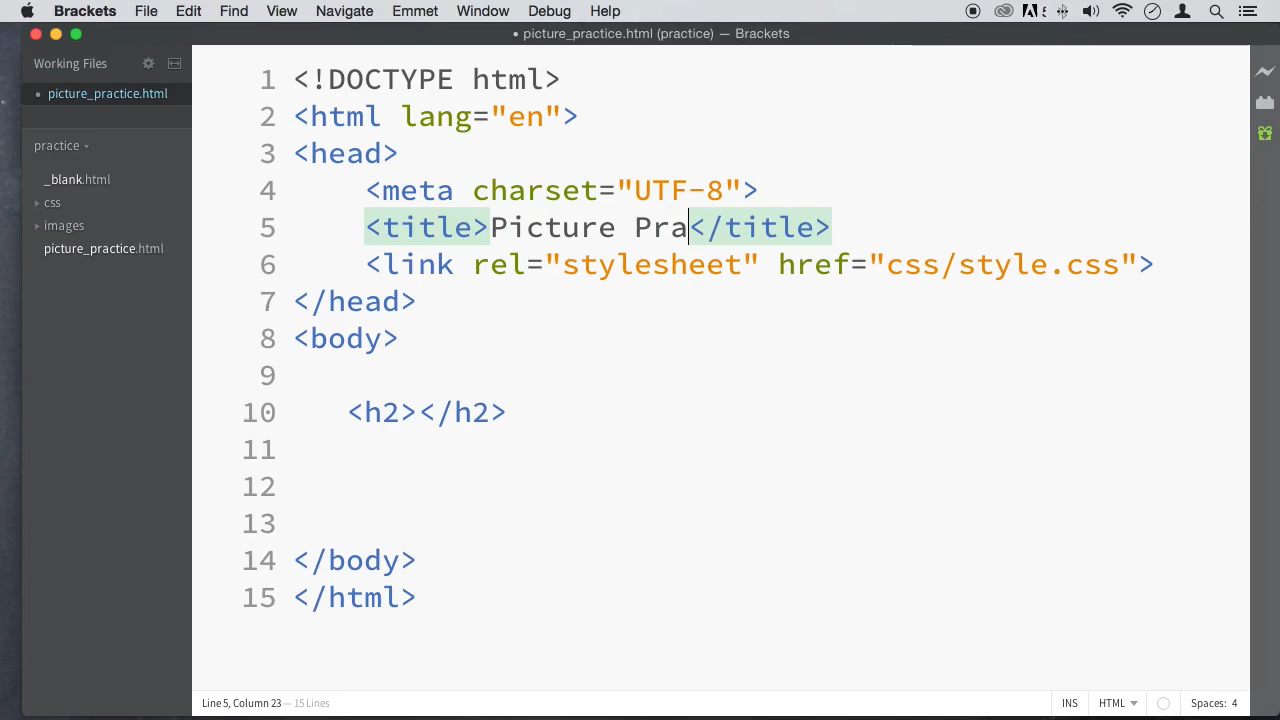 Brackets File Edit Find View Navigate Emmet Window Debug Help
• picture_practice.html (practice) — Brackets
Working Files
• picture_practice.html
practice
_blank.html
css
images
picture_practice.html
1 <!DOCTYPE html>
2 <html lang="en">
3 <head>
4 <meta charset="UTF-8">
5 <title>Picture Pra</title>
6 <link rel="stylesheet" href="css/style.css">
7 </head>
8 <body>
9
10 <h2></h2>
11
12
13
14 </body>
15 </html>
Line 5, Column 23 — 15 Lines
INS HTML Spaces: 4